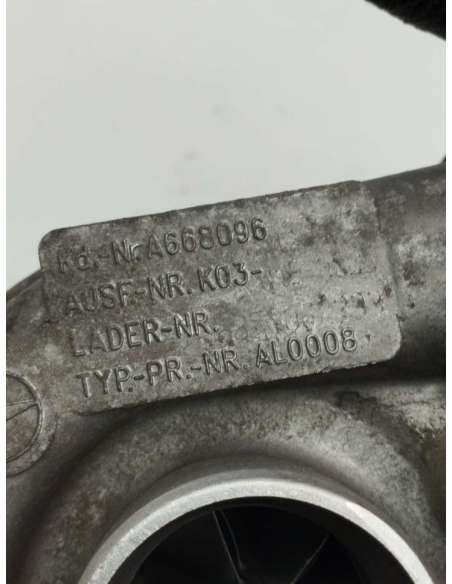 Kd.-Nr.A668096
AUSF.-NR. K03-
LADER-NR.
TYP.-PR.-NR. AL0008